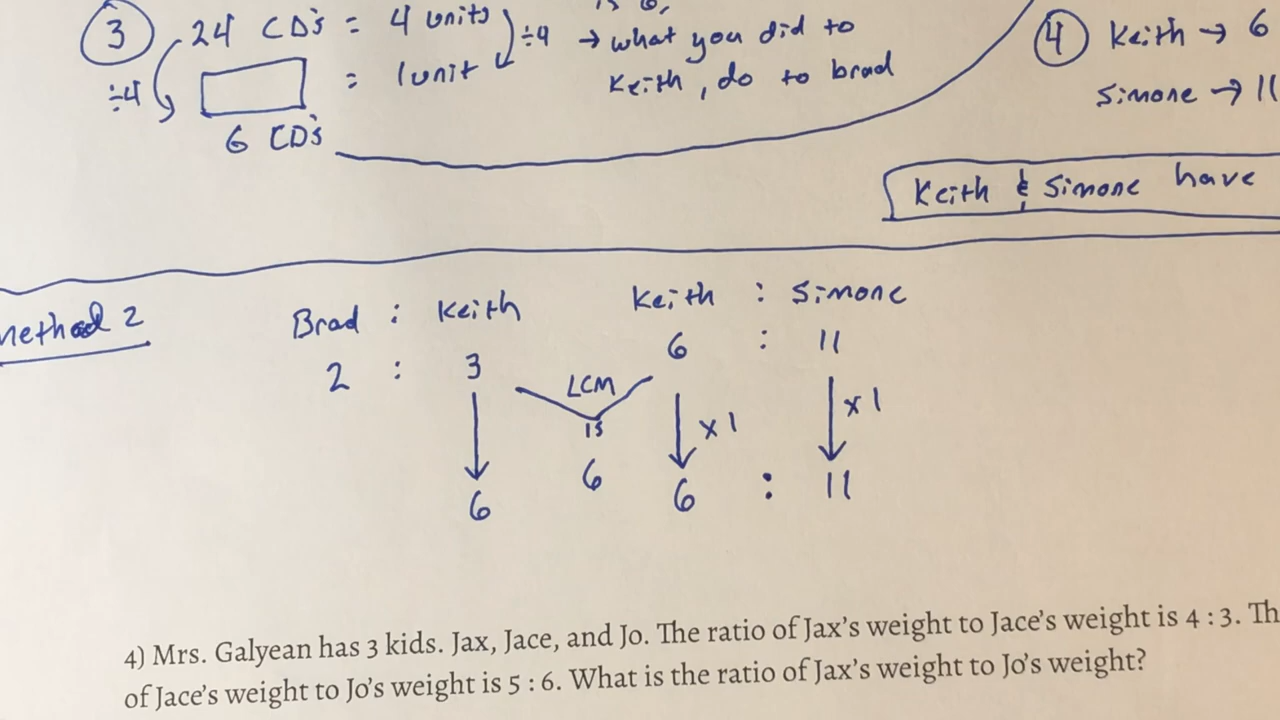 3 24 CD's = 4 units ÷4 → what you did to
÷4 = 1 unit Keith, do to brad
6 CD's
4 Keith → 6
Simone → 11
Keith & Simone have
method 2
Brad : Keith Keith : Simone
2 : 3 LCM 6 : 11
is ×1 ×1
6 6 6 : 11
4) Mrs. Galyean has 3 kids. Jax, Jace, and Jo. The ratio of Jax's weight to Jace's weight is 4 : 3. Th
of Jace's weight to Jo's weight is 5 : 6. What is the ratio of Jax's weight to Jo's weight?